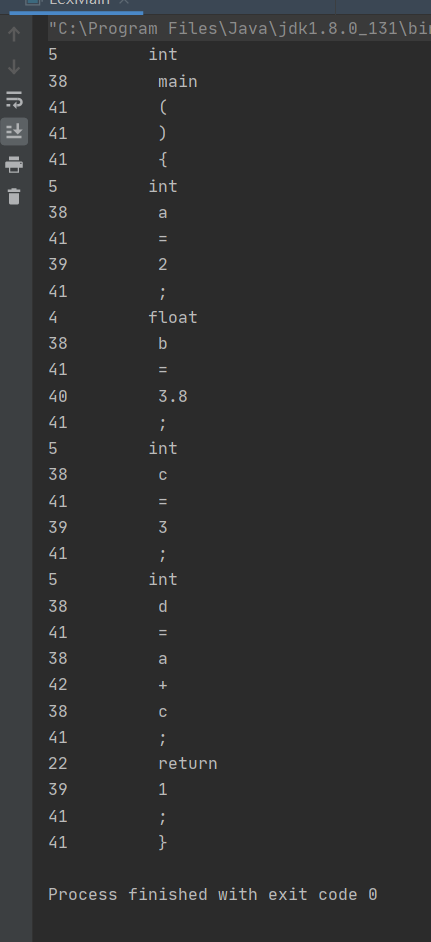 LexMain
"C:\Program Files\Java\jdk1.8.0_131\bin
5 int
38 main
41 (
41 )
41 {
5 int
38 a
41 =
39 2
41 ;
4 float
38 b
41 =
40 3.8
41 ;
5 int
38 c
41 =
39 3
41 ;
5 int
38 d
41 =
38 a
42 +
38 c
41 ;
22 return
39 1
41 ;
41 }
Process finished with exit code 0